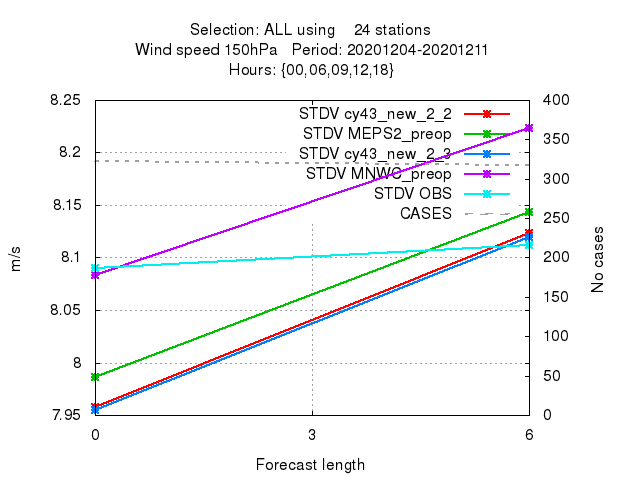 Selection: ALL using    24 stations
Wind speed 150hPa   Period: 20201204-20201211
Hours: {00,06,09,12,18}
8.25
8.2
8.15
8.1
8.05
8
7.95
400
350
300
250
200
150
100
50
0
STDV cy43_new_2_2
STDV MEPS2_preop
STDV cy43_new_2_3
STDV MNWC_preop
STDV OBS
CASES
m/s
No cases
0
3
6
Forecast length